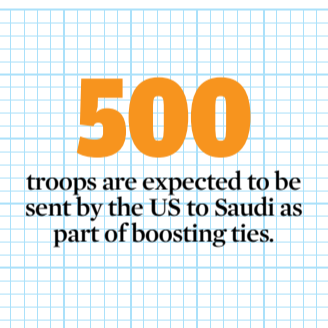 500
troops are expected to be
sent by the US to Saudi as
part of boosting ties.